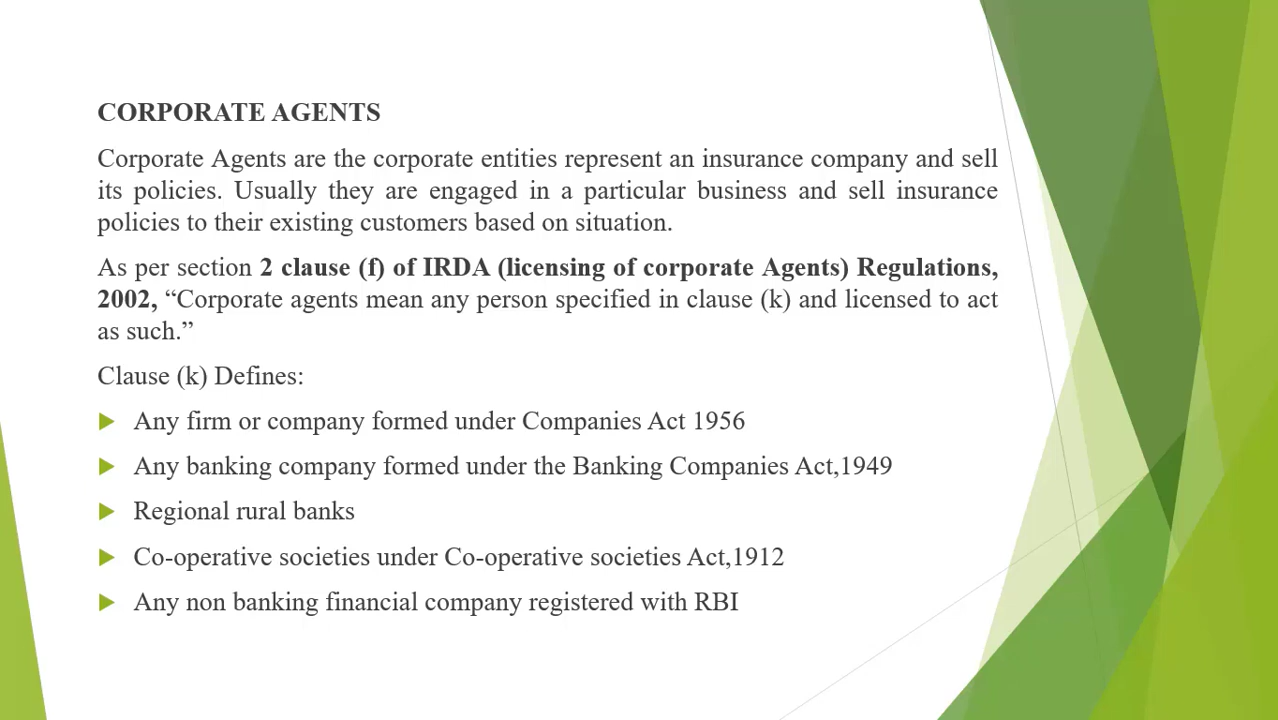 CORPORATE AGENTS
Corporate Agents are the corporate entities represent an insurance company and sell
its policies. Usually they are engaged in a particular business and sell insurance
policies to their existing customers based on situation.
As per section 2 clause (f) of IRDA (licensing of corporate Agents) Regulations,
2002, “Corporate agents mean any person specified in clause (k) and licensed to act
as such.”
Clause (k) Defines:
Any firm or company formed under Companies Act 1956
Any banking company formed under the Banking Companies Act,1949
Regional rural banks
Co-operative societies under Co-operative societies Act,1912
Any non banking financial company registered with RBI